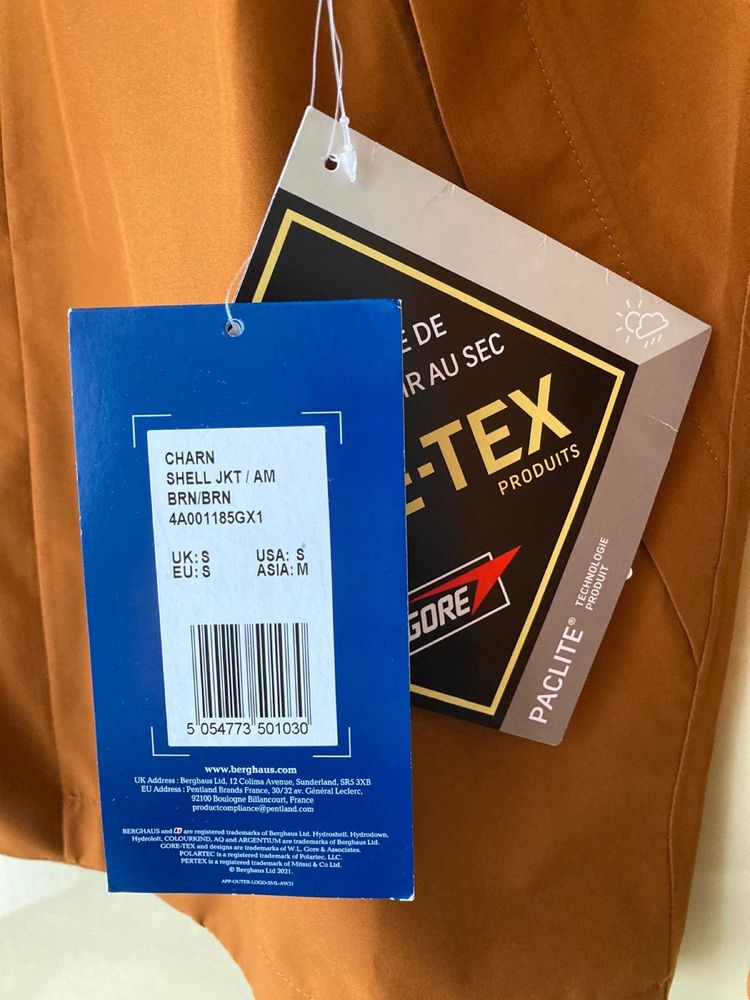 CHARN
SHELL JKT / AM
BRN/BRN
4A001185GX1
UK: S USA: S
EU: S ASIA: M
5 054773 501030
www.berghaus.com
UK Address : Berghaus Ltd, 12 Colima Avenue, Sunderland, SR5 3XB
EU Address : Pentland Brands France, 30/32 av. Général Leclerc,
92100 Boulogne Billancourt, France
productcompliance@pentland.com
BERGHAUS and are registered trademarks of Berghaus Ltd. Hydroshell, Hydrodown,
Hydroloft, COLOURKIND, AQ and ARGENTIUM are trademarks of Berghaus Ltd.
GORE-TEX and designs are trademarks of W.L. Gore & Associates.
POLARTEC is a registered trademark of Polartec, LLC.
PERTEX is a registered trademark of Mitsui & Co Ltd.
© Berghaus Ltd 2021.
APP-OUTER-LOGO-SML-AW21
E DE
IR AU SEC
E-TEX
PRODUITS
GORE
PACLITE®
TECHNOLOGIE
PRODUIT